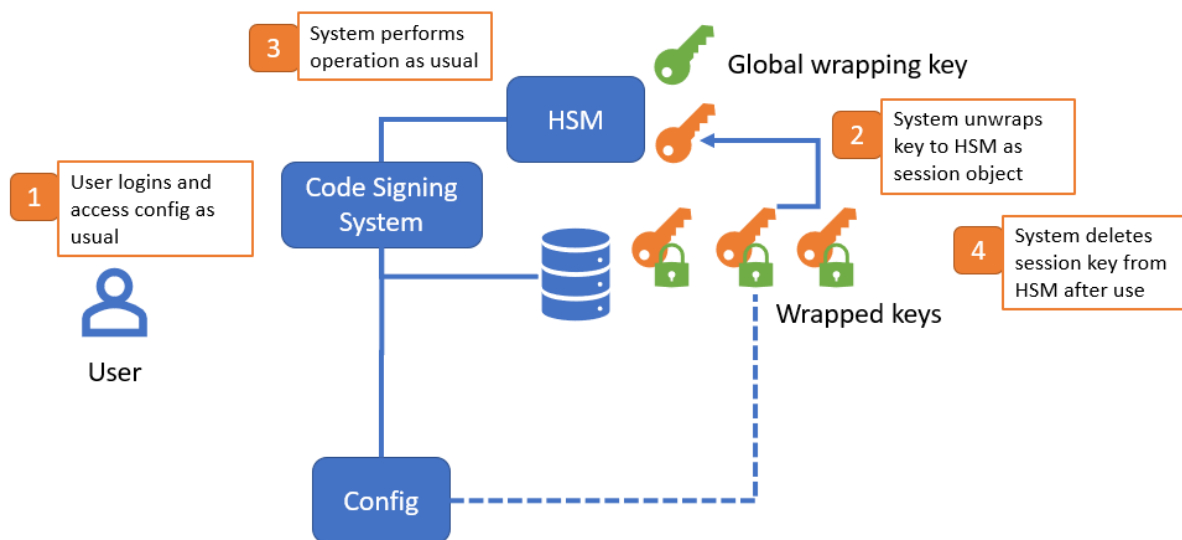 3
System performs
operation as usual
Global wrapping key
HSM
2
System unwraps
key to HSM as
session object
1
User logins and
access config as
usual
Code Signing
System
4
System deletes
session key from
HSM after use
Wrapped keys
User
Config